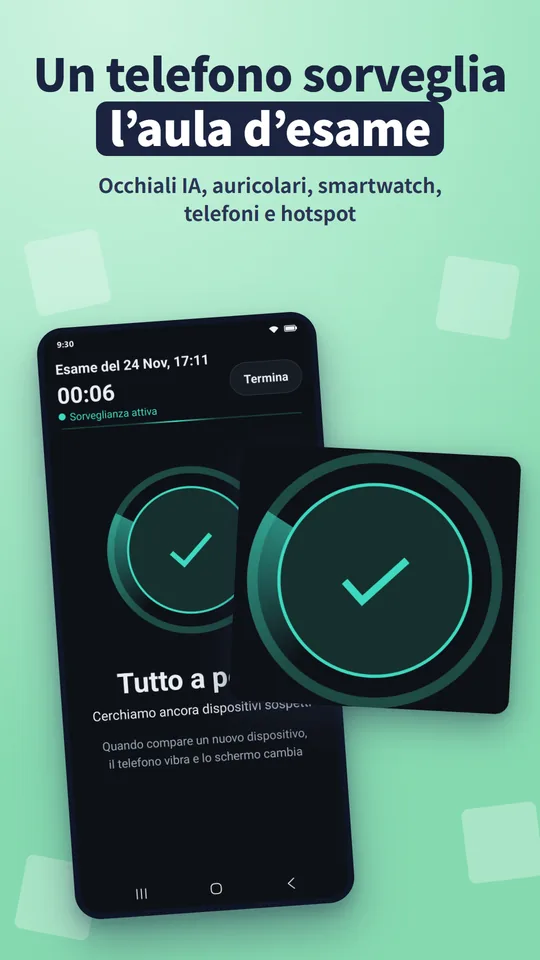 Un telefono sorveglia
l’aula d’esame
Occhiali IA, auricolari, smartwatch,
telefoni e hotspot
9:30
Esame del 24 Nov, 17:11
00:06
Termina
Sorveglianza attiva
Tutto a
Cerchiamo ancora dispositivi sospetti
Quando compare un nuovo dispositivo,
il telefono vibra e lo schermo cambia